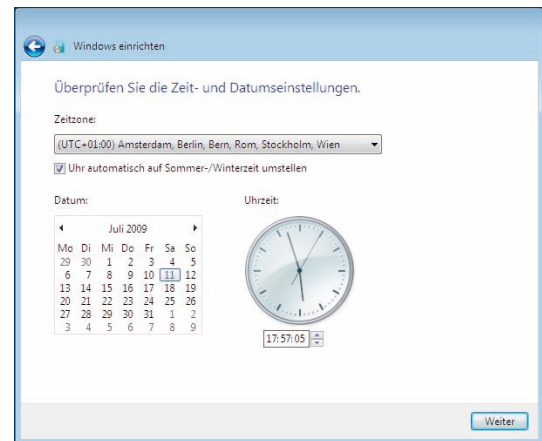 Windows einrichten
Überprüfen Sie die Zeit- und Datumseinstellungen.
Zeitzone:
(UTC+01:00) Amsterdam, Berlin, Bern, Rom, Stockholm, Wien
Uhr automatisch auf Sommer-/Winterzeit umstellen
Datum:
Uhrzeit:
Juli 2009
Mo Di Mi Do Fr Sa So
29 30 1 2 3 4 5
6 7 8 9 10 11 12
13 14 15 16 17 18 19
20 21 22 23 24 25 26
27 28 29 30 31 1 2
3 4 5 6 7 8 9
17:57:05
Weiter